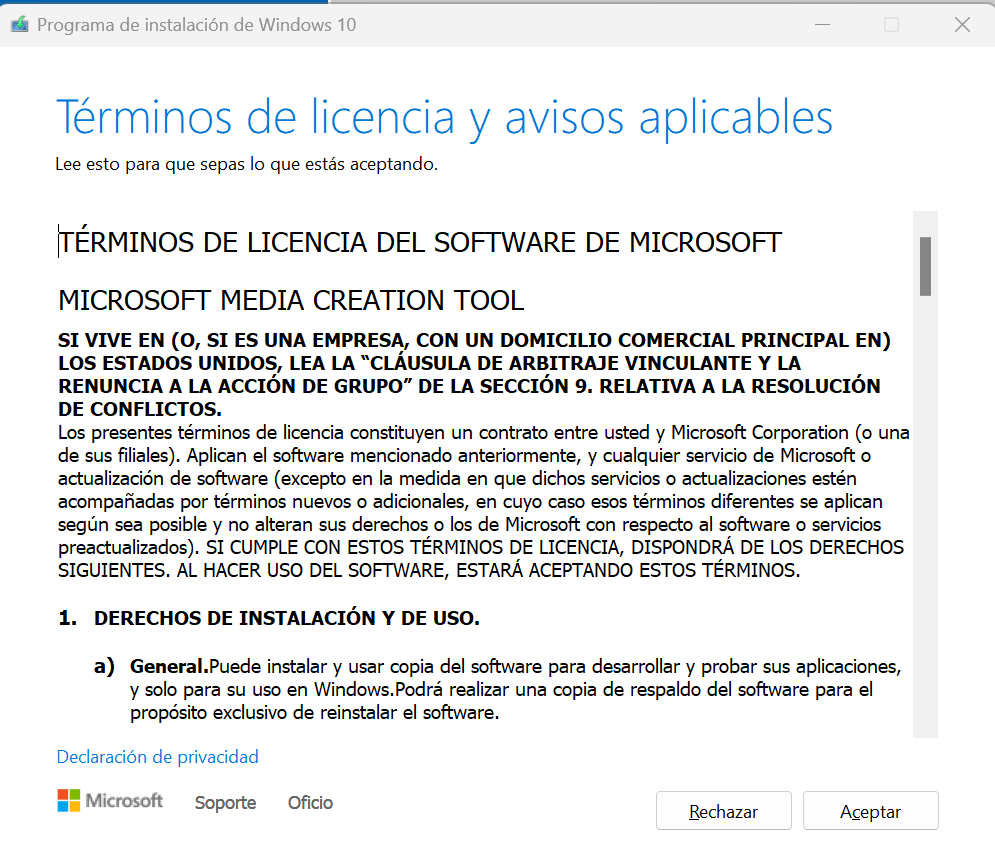 Programa de instalación de Windows 10
Términos de licencia y avisos aplicables
Lee esto para que sepas lo que estás aceptando.
TÉRMINOS DE LICENCIA DEL SOFTWARE DE MICROSOFT
MICROSOFT MEDIA CREATION TOOL
SI VIVE EN (O, SI ES UNA EMPRESA, CON UN DOMICILIO COMERCIAL PRINCIPAL EN)
LOS ESTADOS UNIDOS, LEA LA “CLÁUSULA DE ARBITRAJE VINCULANTE Y LA
RENUNCIA A LA ACCIÓN DE GRUPO” DE LA SECCIÓN 9. RELATIVA A LA RESOLUCIÓN
DE CONFLICTOS.
Los presentes términos de licencia constituyen un contrato entre usted y Microsoft Corporation (o una
de sus filiales). Aplican el software mencionado anteriormente, y cualquier servicio de Microsoft o
actualización de software (excepto en la medida en que dichos servicios o actualizaciones estén
acompañadas por términos nuevos o adicionales, en cuyo caso esos términos diferentes se aplican
según sea posible y no alteran sus derechos o los de Microsoft con respecto al software o servicios
preactualizados). SI CUMPLE CON ESTOS TÉRMINOS DE LICENCIA, DISPONDRÁ DE LOS DERECHOS
SIGUIENTES. AL HACER USO DEL SOFTWARE, ESTARÁ ACEPTANDO ESTOS TÉRMINOS.
1. DERECHOS DE INSTALACIÓN Y DE USO.
a) General.Puede instalar y usar copia del software para desarrollar y probar sus aplicaciones,
y solo para su uso en Windows.Podrá realizar una copia de respaldo del software para el
propósito exclusivo de reinstalar el software.
Declaración de privacidad
Microsoft Soporte Oficio
Rechazar Aceptar